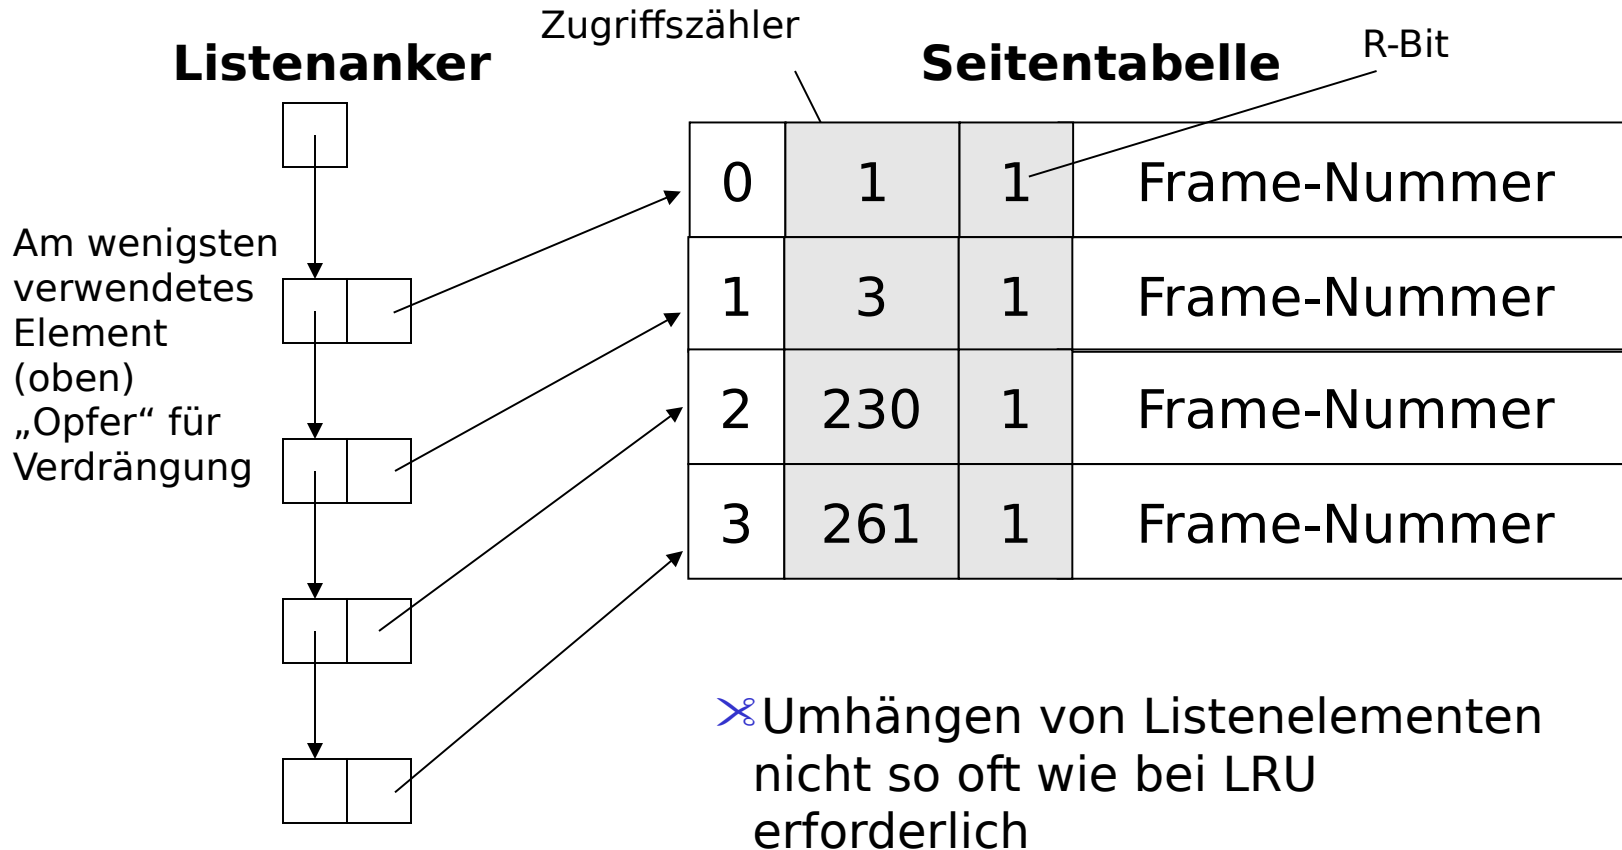 Zugriffszähler
Listenanker
Seitentabelle
R-Bit
0 1 1 Frame-Nummer
1 3 1 Frame-Nummer
2 230 1 Frame-Nummer
3 261 1 Frame-Nummer
Am wenigsten
verwendetes
Element
(oben)
„Opfer“ für
Verdrängung
Umhängen von Listenelementen
nicht so oft wie bei LRU
erforderlich